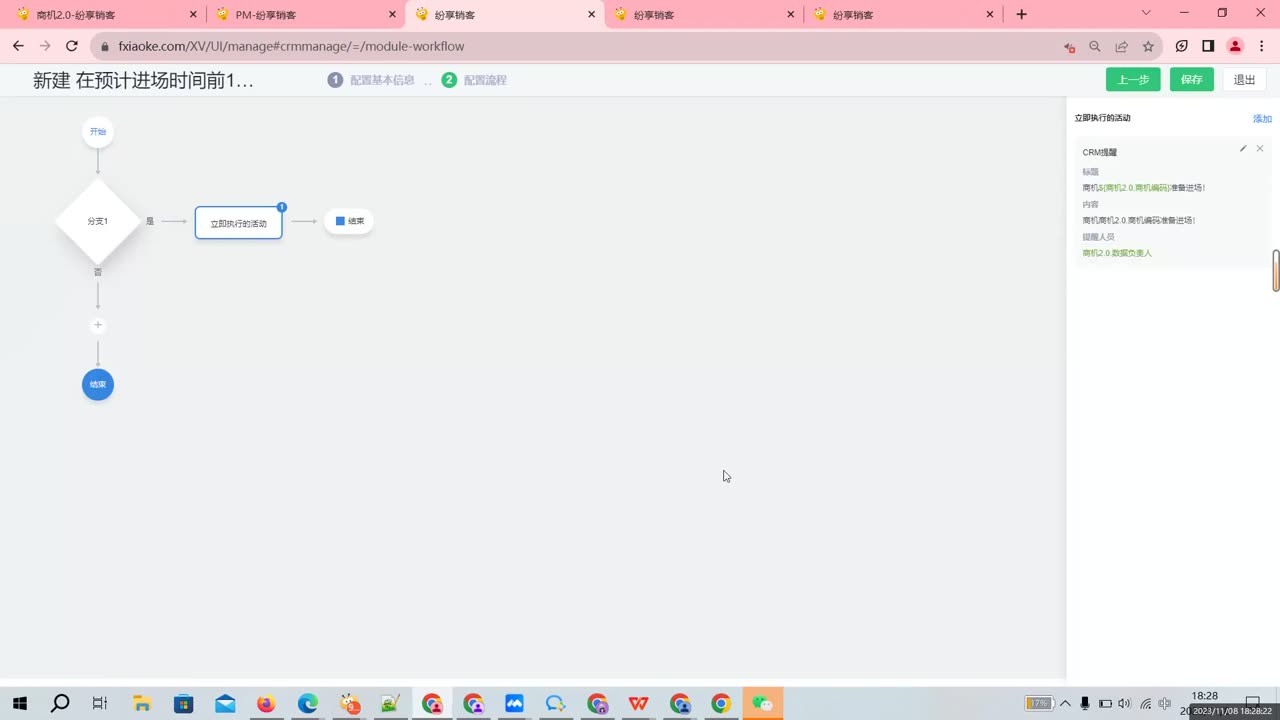 商机2.0-纷享销客
PM-纷享销客
纷享销客
纷享销客
纷享销客
fxiaoke.com/XV/UI/manage#crmmanage/=/module-workflow
新建 在预计进场时间前1...
1 配置基本信息 ..
2 配置流程
上一步
保存
退出
开始
分支1
是
立即执行的活动
1
结束
否
结束
立即执行的活动
添加
CRM提醒
标题
商机${商机2.0.商机编码}准备进场!
内容
商机商机2.0.商机编码准备进场!
提醒人员
商机2.0.数据负责人
17%
18:28
2023/11/08 18:28:22